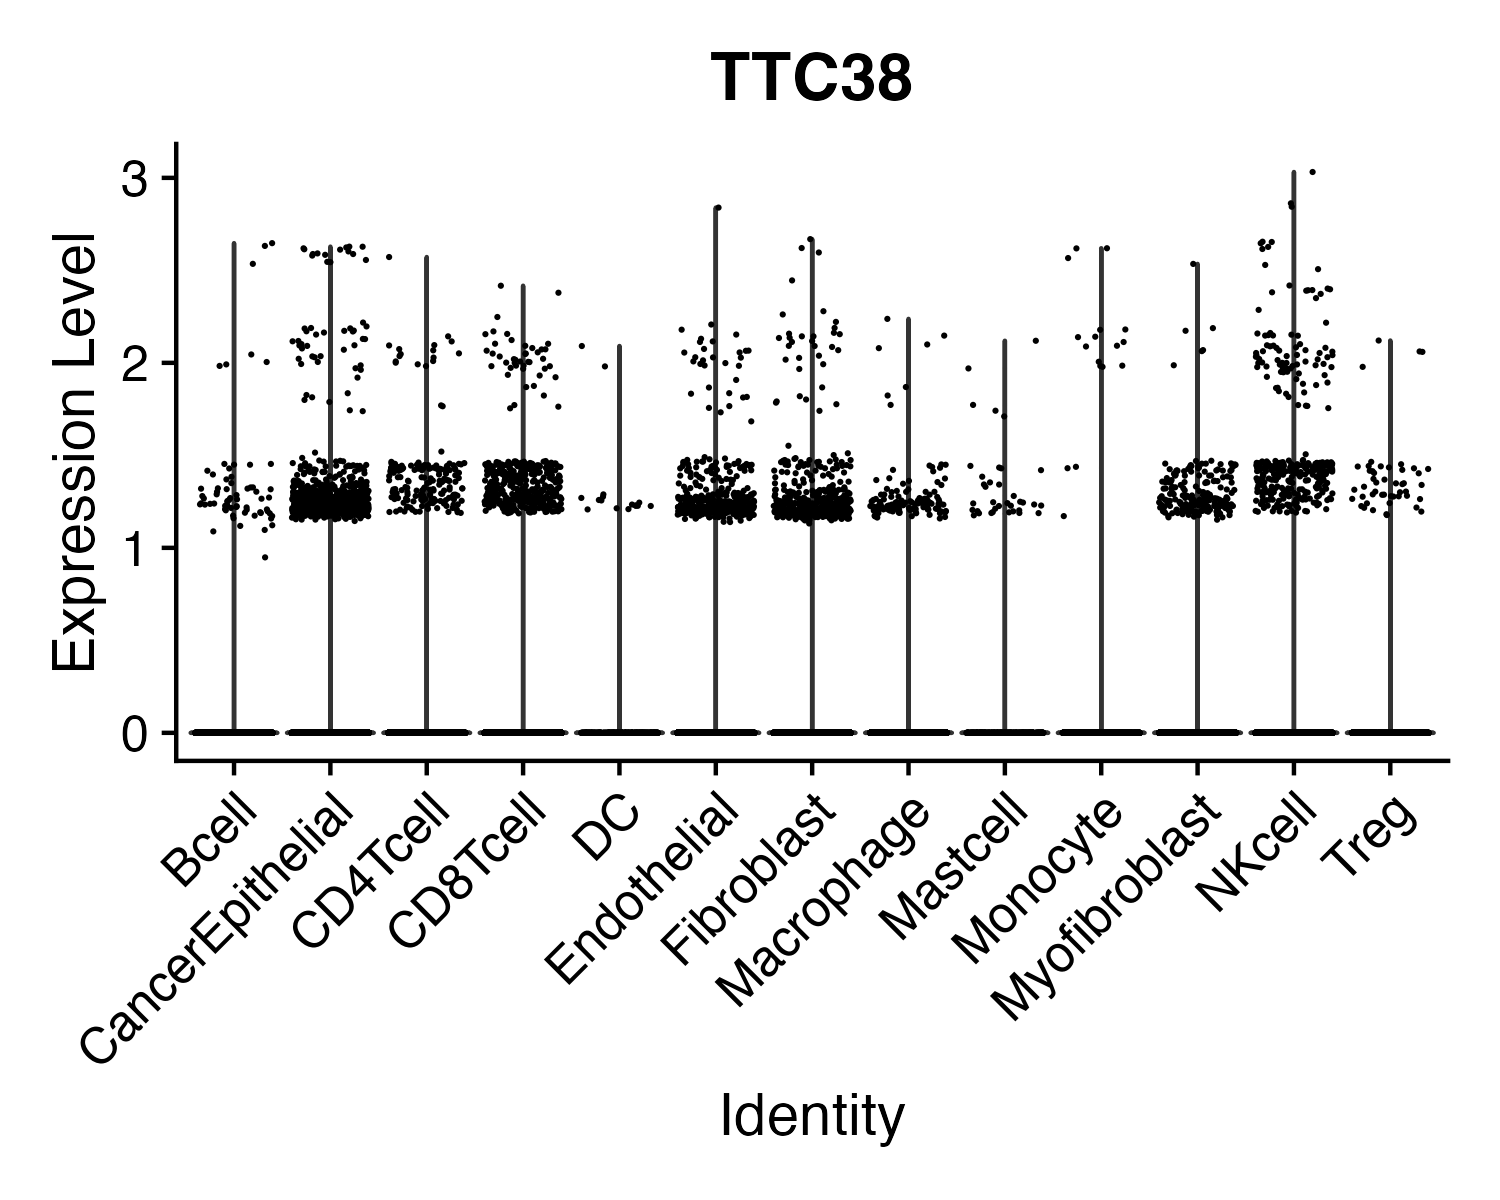 TTC38
Expression Level
3
2
1
0
Bcell
CancerEpithelial
CD4Tcell
CD8Tcell
DC
Endothelial
Fibroblast
Macrophage
Mastcell
Monocyte
Myofibroblast
NKcell
Treg
Identity